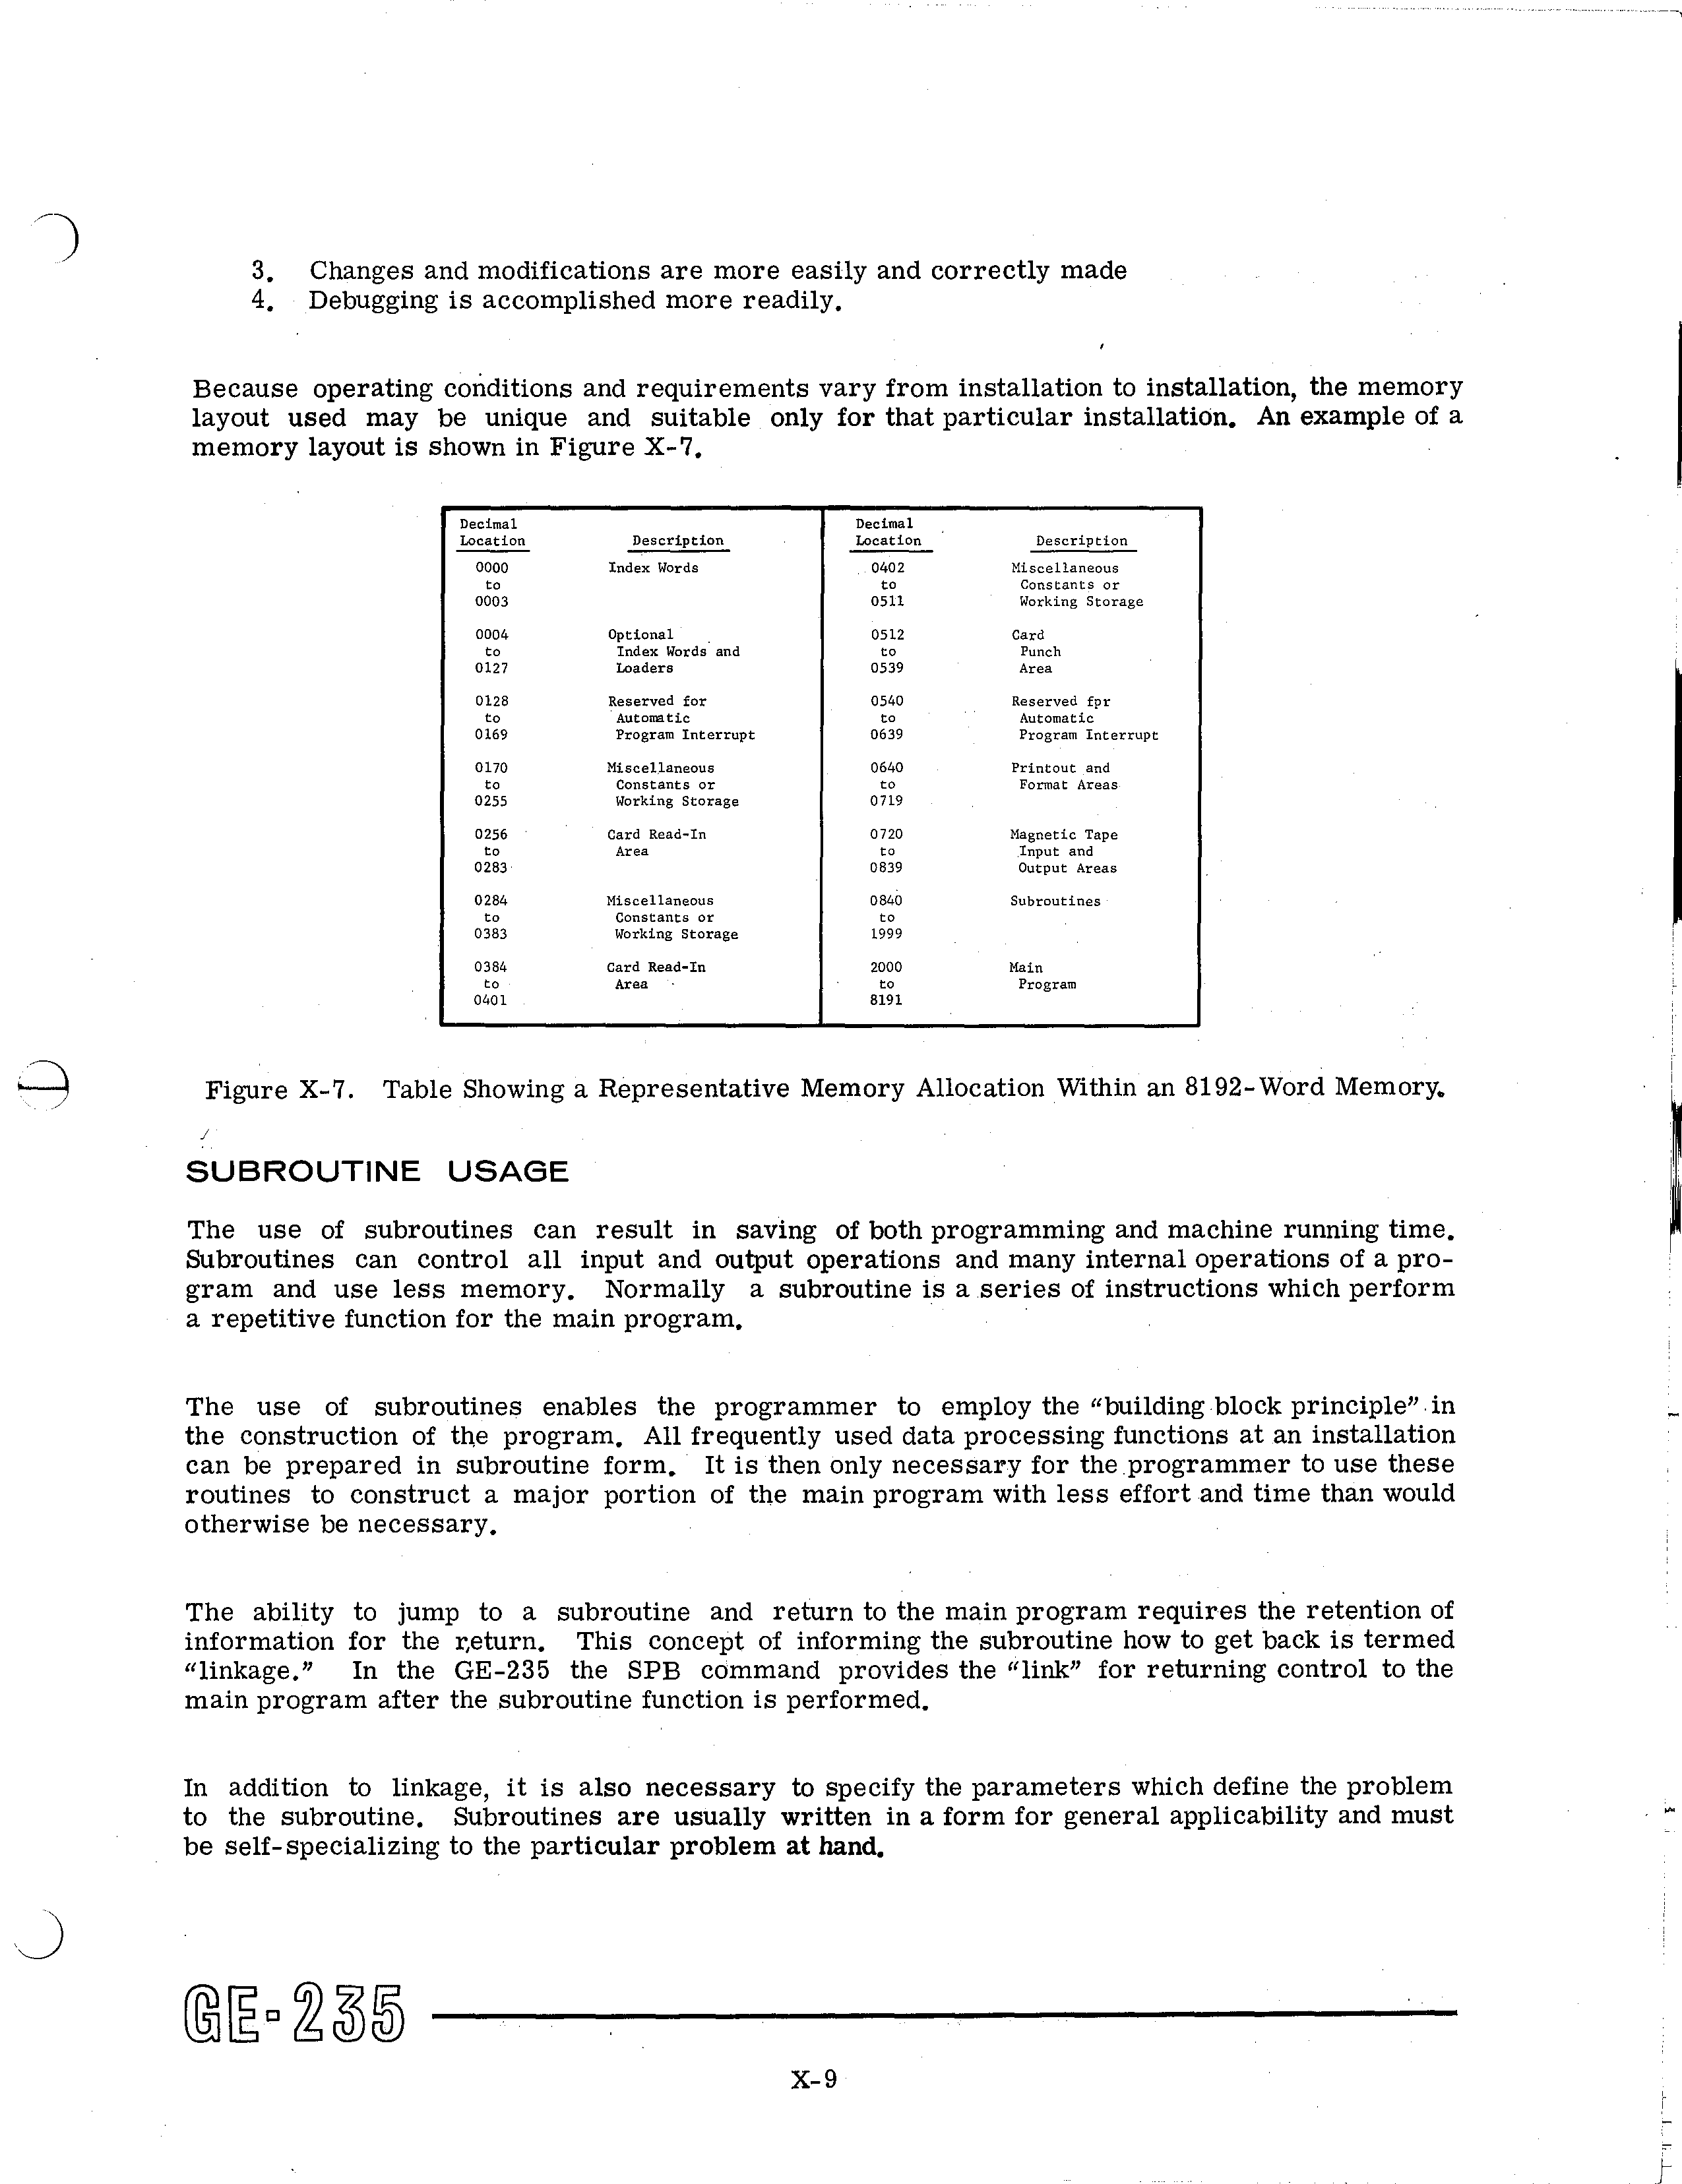 3. Changes and modifications are more easily and correctly made
4. Debugging is accomplished more readily.
Because operating conditions and requirements vary from installation to installation, the memory
layout used may be unique and suitable only for that particular installation. An example of a
memory layout is shown in Figure X-7.
Decimal
Location Description
0000 Index Words
to
0003
0004 Optional
to Index Words and
0127 Loaders
0128 Reserved for
to Automatic
0169 Program Interrupt
0170 Miscellaneous
to Constants or
0255 Working Storage
0256 Card Read-In
to Area
0283
0284 Miscellaneous
to Constants or
0383 Working Storage
0384 Card Read-In
to Area
0401
Decimal
Location Description
0402 Miscellaneous
to Constants or
0511 Working Storage
0512 Card
to Punch
0539 Area
0540 Reserved fpr
to Automatic
0639 Program Interrupt
0640 Printout and
to Format Areas
0719
0720 Magnetic Tape
to Input and
0839 Output Areas
0840 Subroutines
to
1999
2000 Main
to Program
8191
Figure X-7. Table Showing a Representative Memory Allocation Within an 8192-Word Memory.
SUBROUTINE USAGE
The use of subroutines can result in saving of both programming and machine running time.
Subroutines can control all input and output operations and many internal operations of a pro-
gram and use less memory. Normally a subroutine is a series of instructions which perform
a repetitive function for the main program.
The use of subroutines enables the programmer to employ the “building block principle” in
the construction of the program. All frequently used data processing functions at an installation
can be prepared in subroutine form. It is then only necessary for the programmer to use these
routines to construct a major portion of the main program with less effort and time than would
otherwise be necessary.
The ability to jump to a subroutine and return to the main program requires the retention of
information for the return. This concept of informing the subroutine how to get back is termed
“linkage.” In the GE-235 the SPB command provides the “link” for returning control to the
main program after the subroutine function is performed.
In addition to linkage, it is also necessary to specify the parameters which define the problem
to the subroutine. Subroutines are usually written in a form for general applicability and must
be self-specializing to the particular problem at hand.
GE-235
X-9